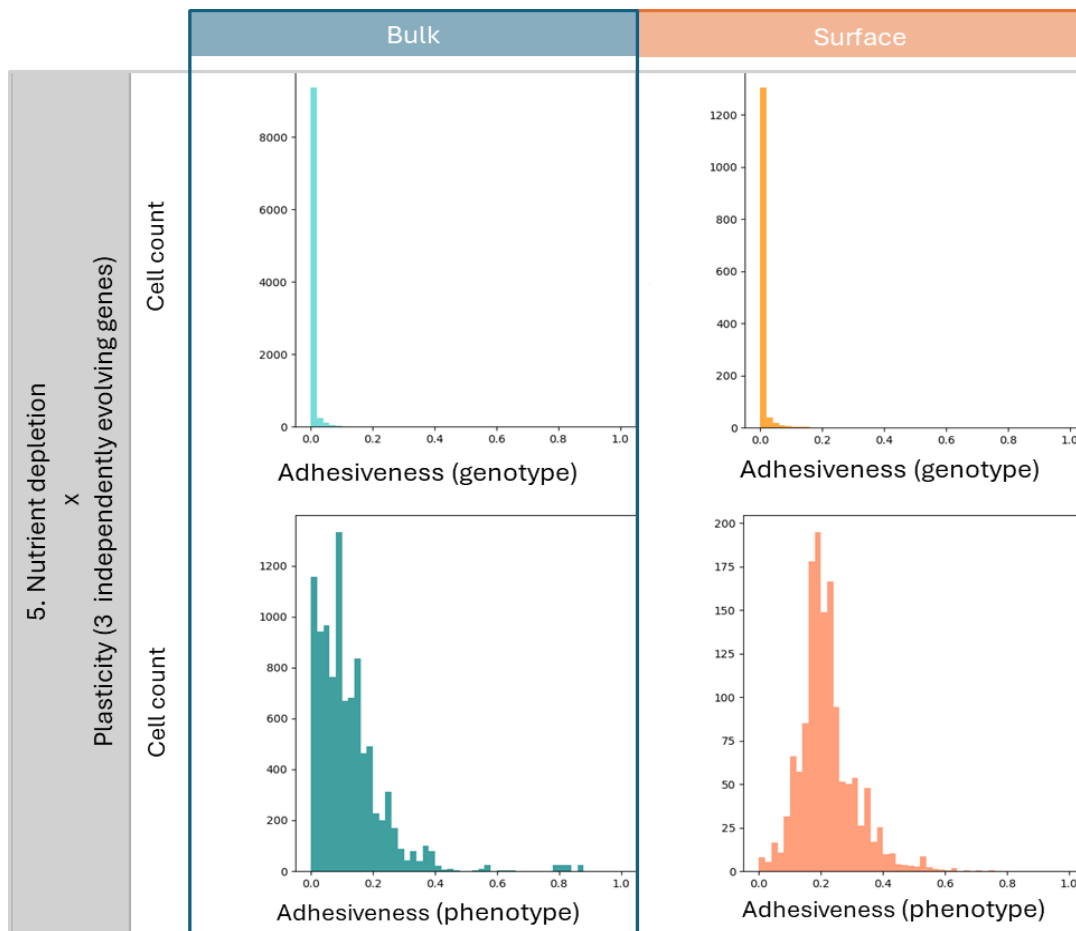 Bulk
Surface
5. Nutrient depletion
x
Plasticity (3 independently evolving genes)
Cell count
8000
6000
4000
2000
0
0.0 0.2 0.4 0.6 0.8 1.0
Adhesiveness (genotype)
1200
1000
800
600
400
200
0
0.0 0.2 0.4 0.6 0.8 1.0
Adhesiveness (genotype)
Cell count
1200
1000
800
600
400
200
0
0.0 0.2 0.4 0.6 0.8 1.0
Adhesiveness (phenotype)
200
175
150
125
100
75
50
25
0
0.0 0.2 0.4 0.6 0.8 1.0
Adhesiveness (phenotype)